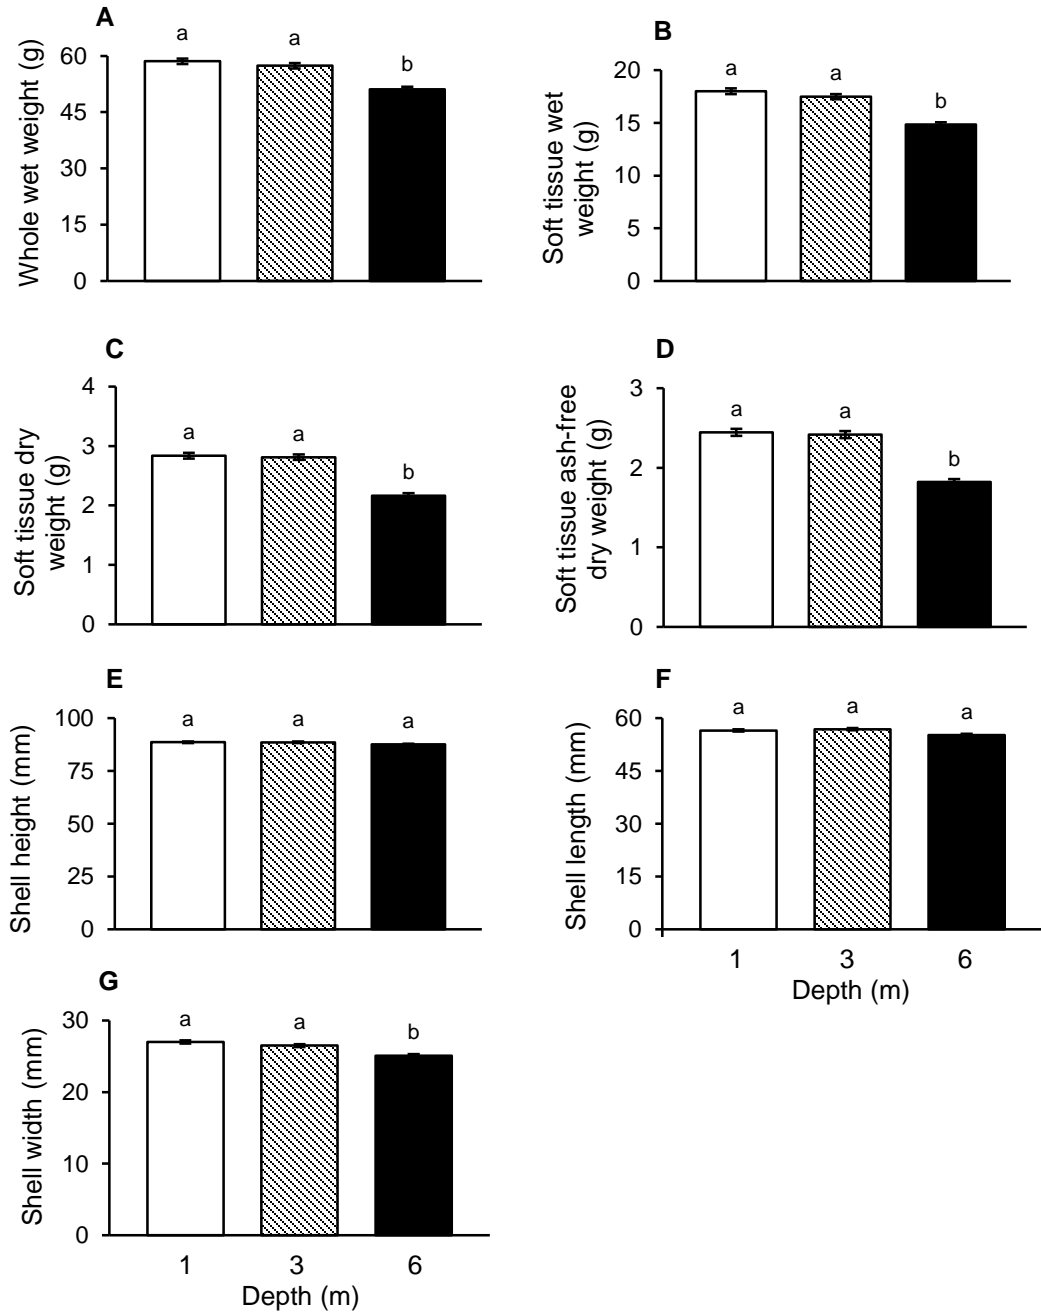 A
Whole wet weight (g)
60
45
30
15
0
a
a
b
B
Soft tissue wet
weight (g)
20
15
10
5
0
a
a
b
C
Soft tissue dry
weight (g)
4
3
2
1
0
a
a
b
D
Soft tissue ash-free
dry weight (g)
3
2
1
0
a
a
b
E
Shell height (mm)
100
75
50
25
0
a
a
a
F
Shell length (mm)
60
45
30
15
0
a
a
a
1 3 6
Depth (m)
G
Shell width (mm)
30
20
10
0
a
a
b
1 3 6
Depth (m)